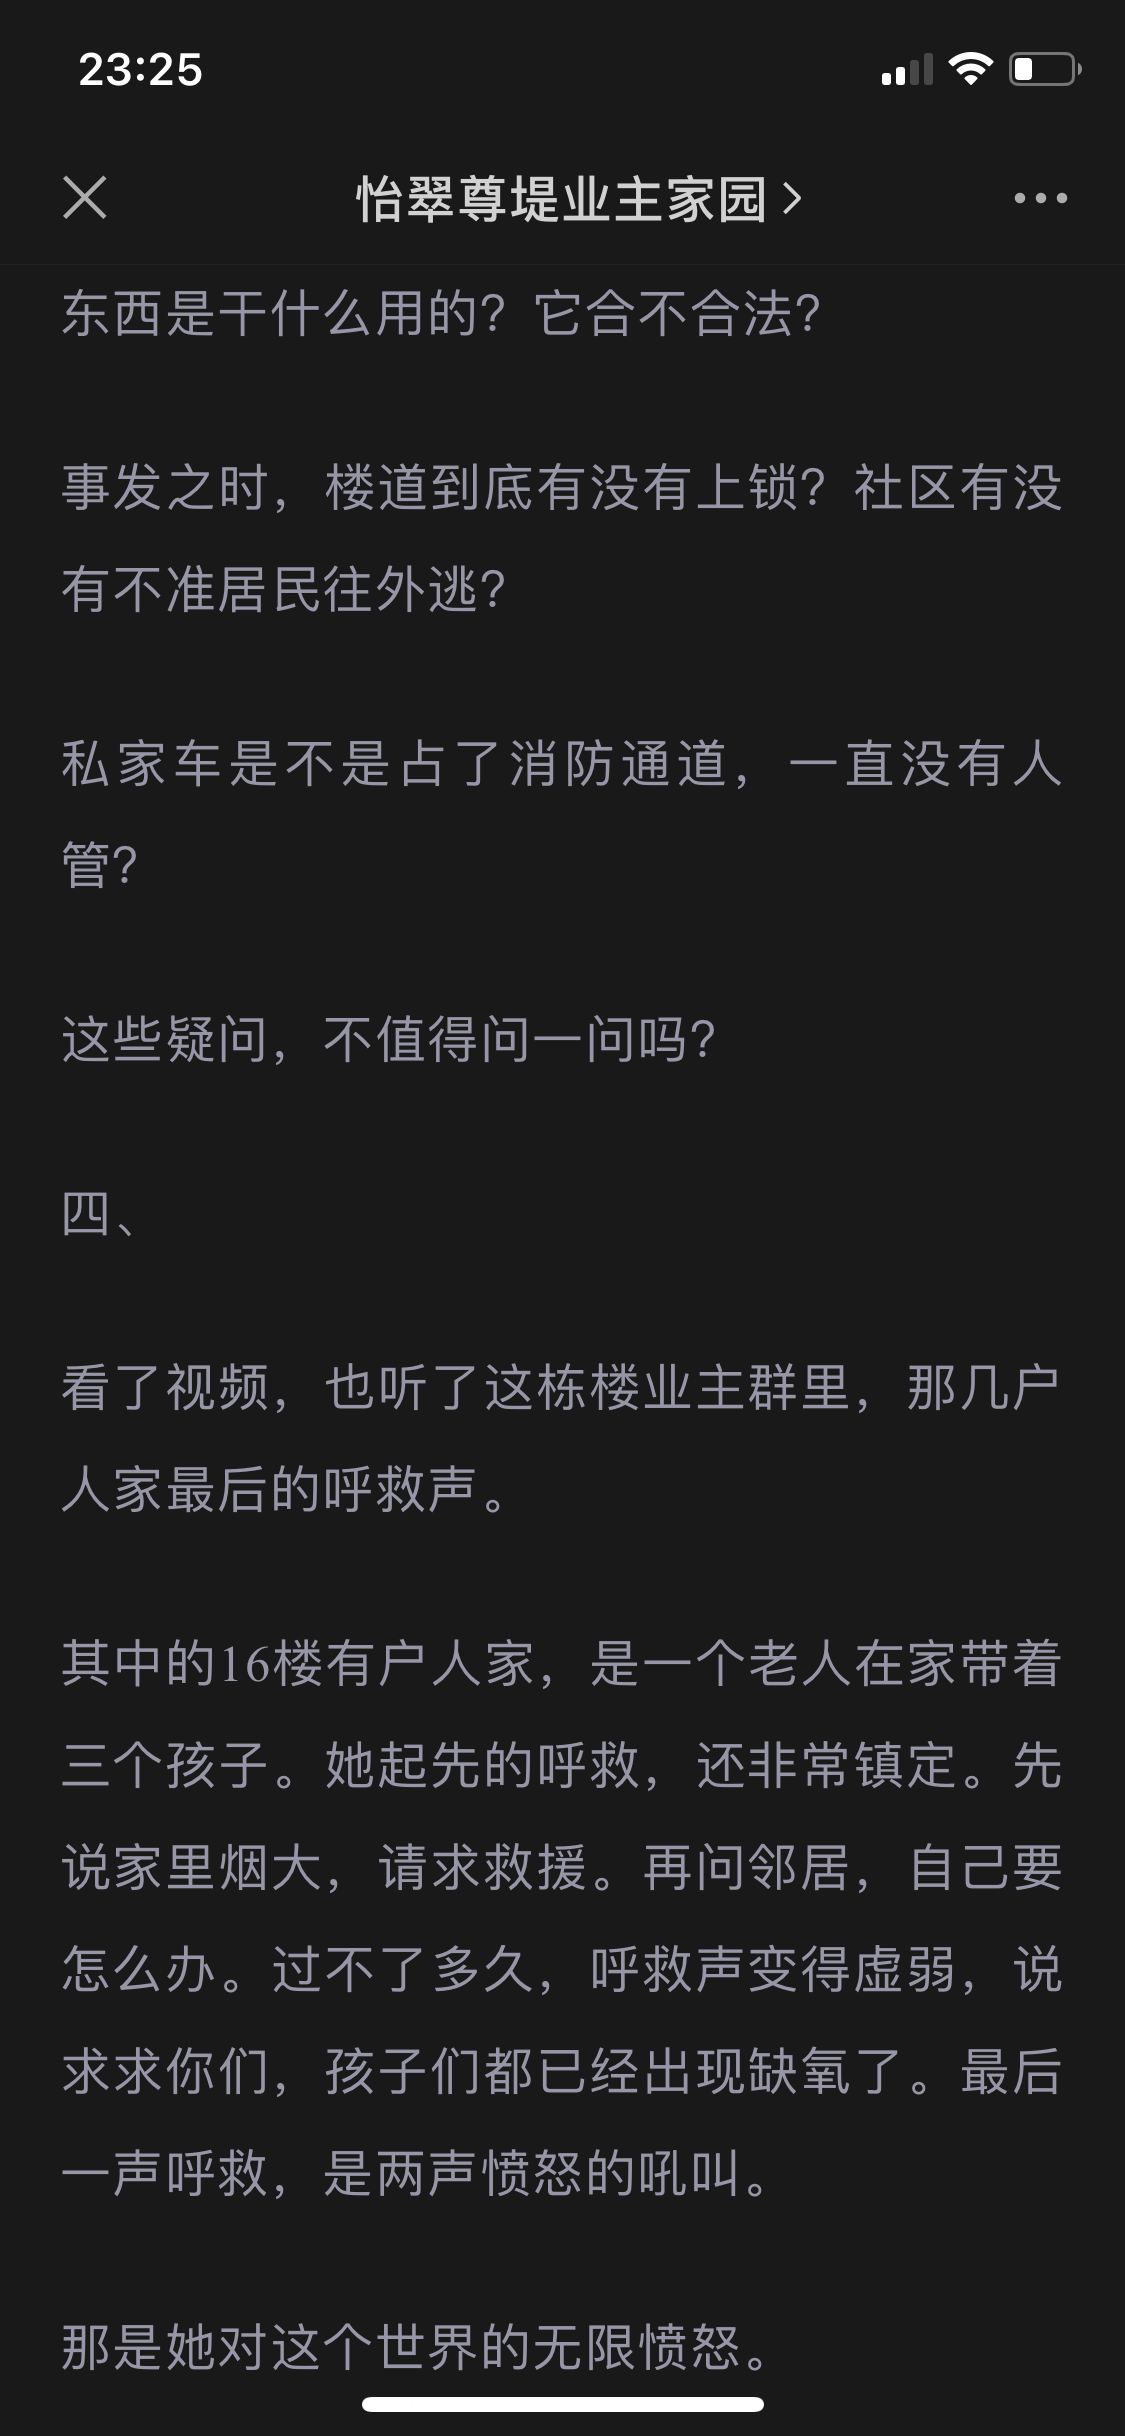 23:25
怡翠尊堤业主家园
东西是干什么用的？它合不合法？
事发之时，楼道到底有没有上锁？社区有没
有不准居民往外逃？
私家车是不是占了消防通道，一直没有人
管？
这些疑问，不值得问一问吗？
四、
看了视频，也听了这栋楼业主群里，那几户
人家最后的呼救声。
其中的16楼有户人家，是一个老人在家带着
三个孩子。她起先的呼救，还非常镇定。先
说家里烟大，请求救援。再问邻居，自己要
怎么办。过不了多久，呼救声变得虚弱，说
求求你们，孩子们都已经出现缺氧了。最后
一声呼救，是两声愤怒的吼叫。
那是她对这个世界的无限愤怒。